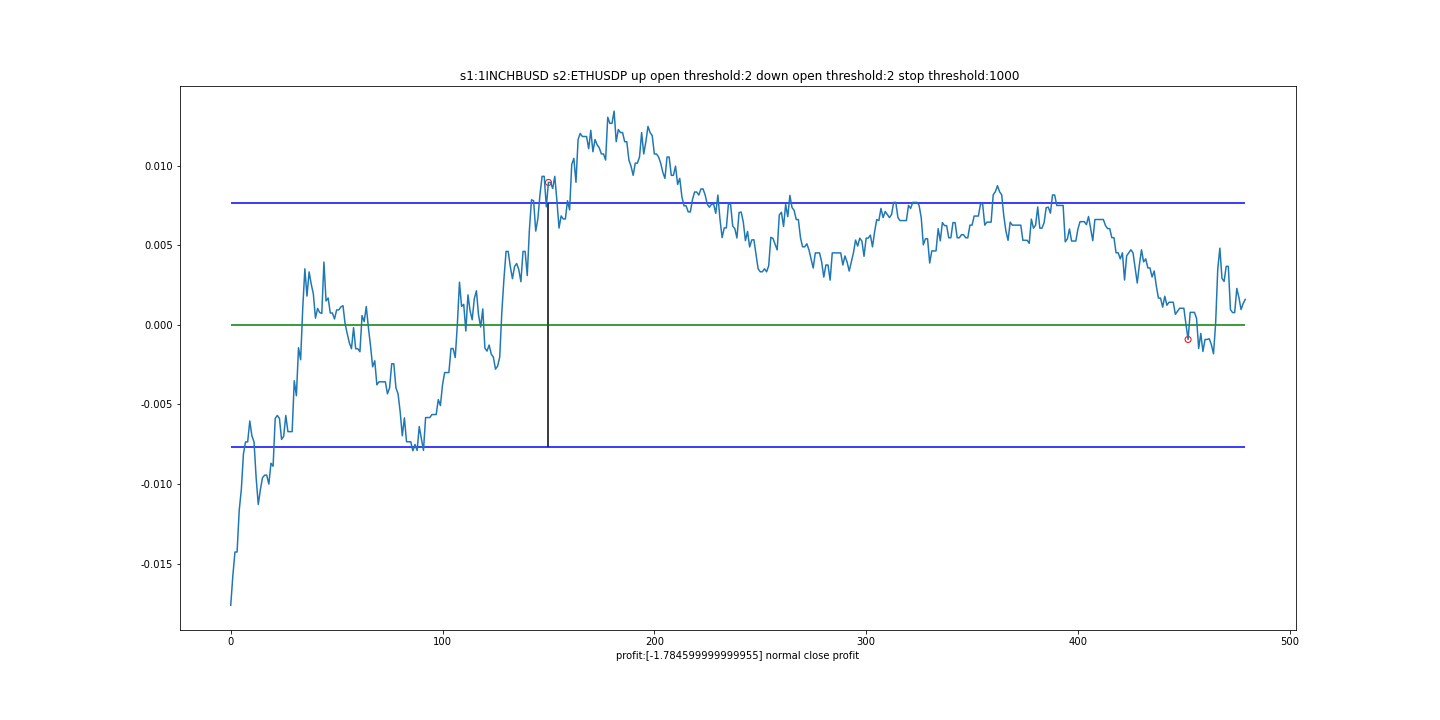 s1:1INCHBUSD s2:ETHUSDP up open threshold:2 down open threshold:2 stop threshold:1000
0.010
0.005
0.000
-0.005
-0.010
-0.015
0 100 200 300 400 500
profit:[-1.784599999999955] normal close profit